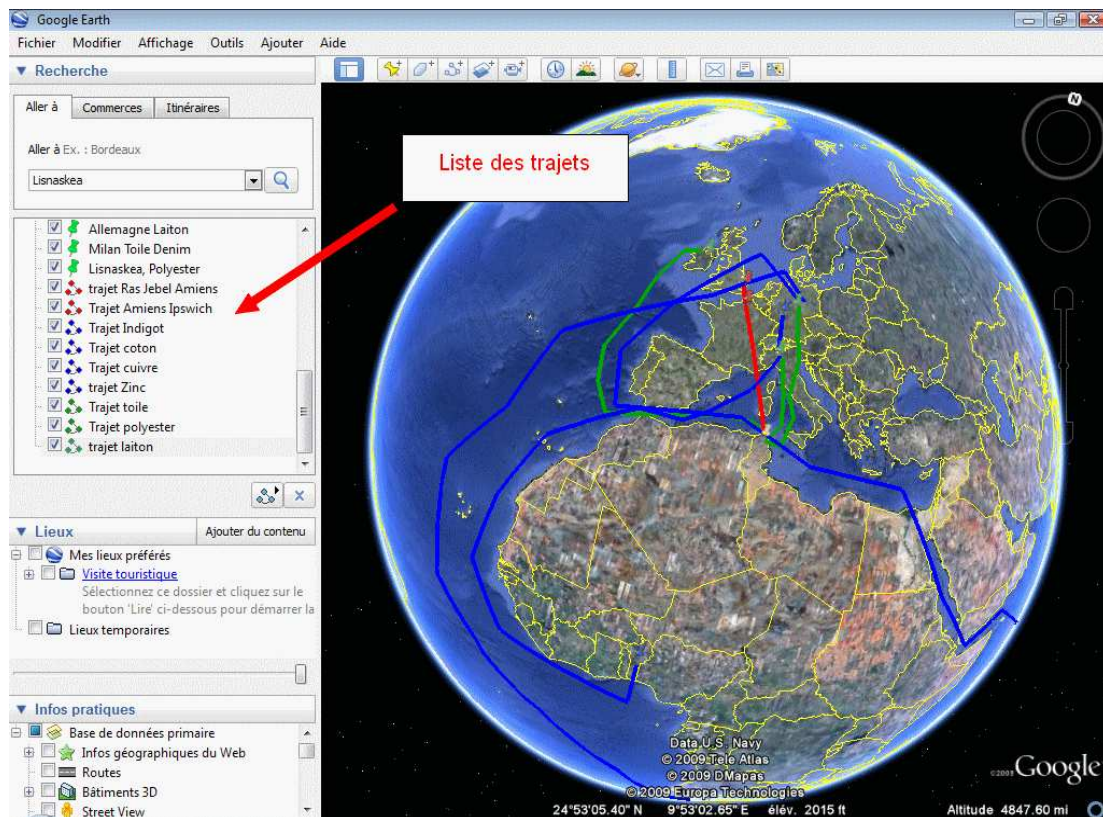 Google Earth
Fichier Modifier Affichage Outils Ajouter Aide
Recherche
Aller à Commerces Itinéraires
Aller à Ex. : Bordeaux
Lisnaskea
Allemagne Laiton
Milan Toile Denim
Lisnaskea, Polyester
trajet Ras Jebel Amiens
Trajet Amiens Ipswich
Trajet Indigot
Trajet coton
Trajet cuivre
trajet Zinc
Trajet toile
Trajet polyester
trajet laiton
Lieux Ajouter du contenu
Mes lieux préférés
Visite touristique
Sélectionnez ce dossier et cliquez sur le
bouton 'Lire' ci-dessous pour démarrer la
Lieux temporaires
Infos pratiques
Base de données primaire
Infos géographiques du Web
Routes
Bâtiments 3D
Street View
Liste des trajets
N
Data U.S. Navy
© 2009 Tele Atlas
© 2009 DMapas
© 2009 Europa Technologies
©2009 Google
24°53'05.40" N 9°53'02.65" E élév. 2015 ft Altitude 4847.60 mi